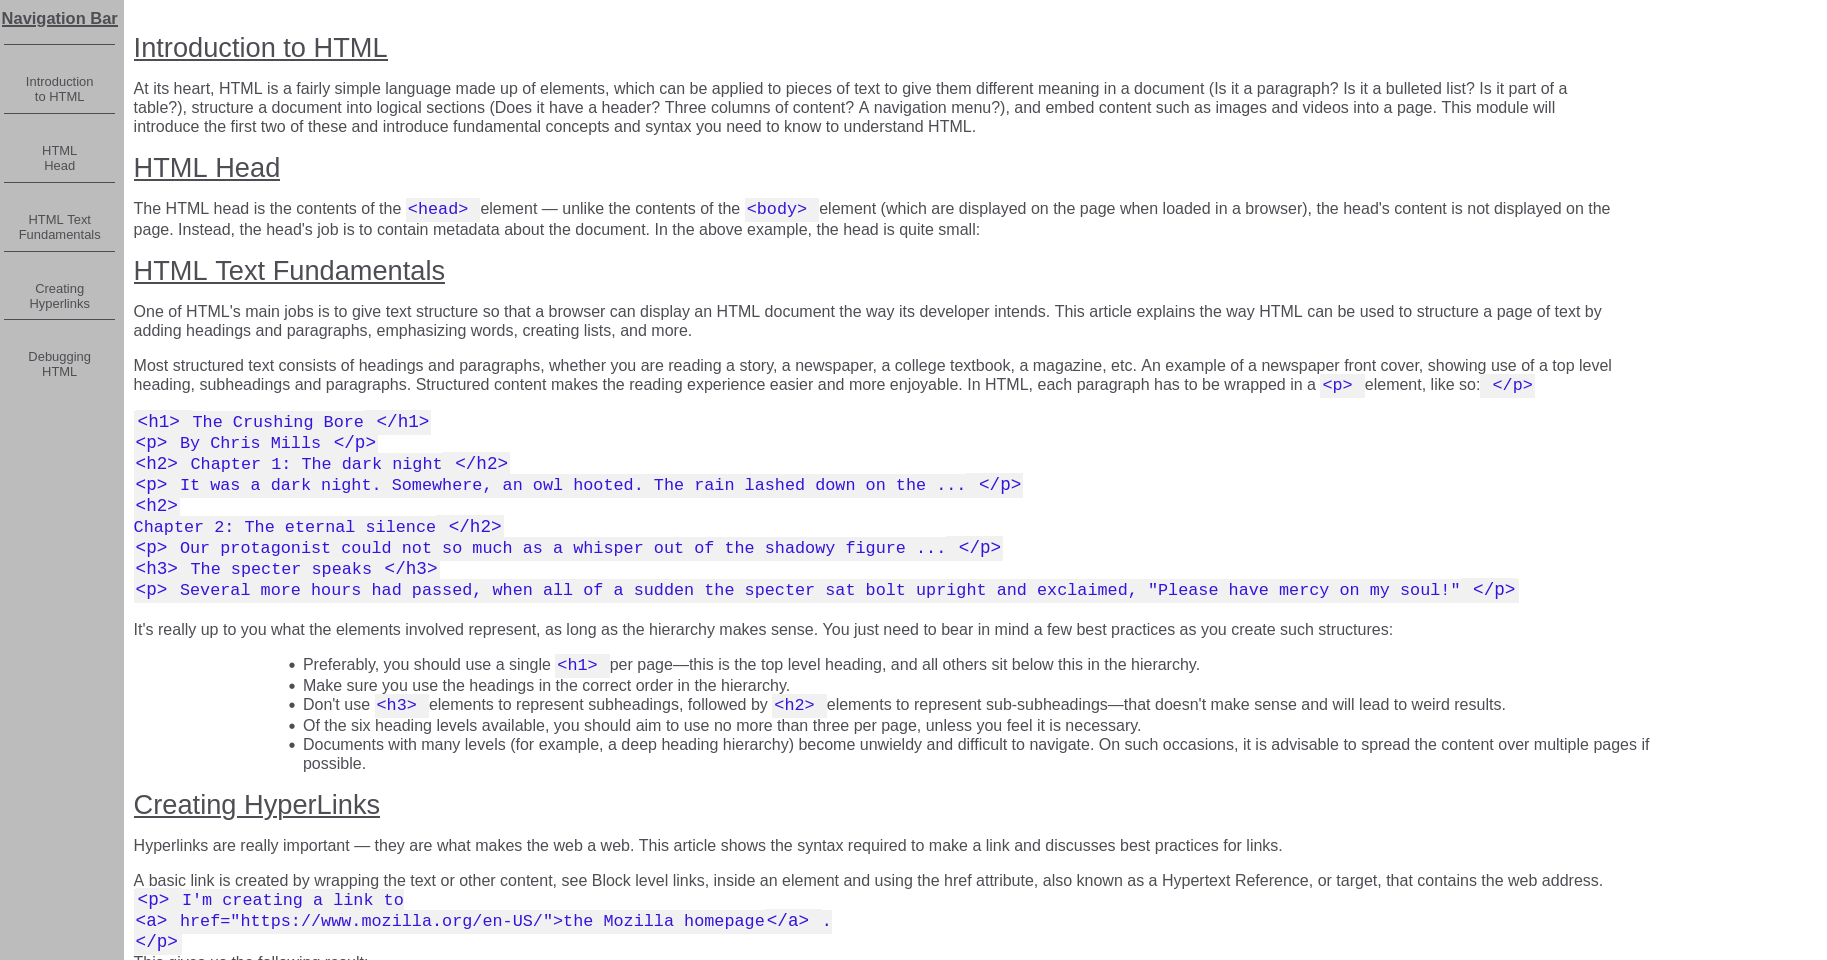 Navigation Bar
Introduction
to HTML
HTML
Head
HTML Text
Fundamentals
Creating
Hyperlinks
Debugging
HTML
Introduction to HTML
At its heart, HTML is a fairly simple language made up of elements, which can be applied to pieces of text to give them different meaning in a document (Is it a paragraph? Is it a bulleted list? Is it part of a
table?), structure a document into logical sections (Does it have a header? Three columns of content? A navigation menu?), and embed content such as images and videos into a page. This module will
introduce the first two of these and introduce fundamental concepts and syntax you need to know to understand HTML.
HTML Head
The HTML head is the contents of the <head> element — unlike the contents of the <body> element (which are displayed on the page when loaded in a browser), the head's content is not displayed on the
page. Instead, the head's job is to contain metadata about the document. In the above example, the head is quite small:
HTML Text Fundamentals
One of HTML's main jobs is to give text structure so that a browser can display an HTML document the way its developer intends. This article explains the way HTML can be used to structure a page of text by
adding headings and paragraphs, emphasizing words, creating lists, and more.
Most structured text consists of headings and paragraphs, whether you are reading a story, a newspaper, a college textbook, a magazine, etc. An example of a newspaper front cover, showing use of a top level
heading, subheadings and paragraphs. Structured content makes the reading experience easier and more enjoyable. In HTML, each paragraph has to be wrapped in a <p> element, like so: </p>
<h1> The Crushing Bore </h1>
<p> By Chris Mills </p>
<h2> Chapter 1: The dark night </h2>
<p> It was a dark night. Somewhere, an owl hooted. The rain lashed down on the ... </p>
<h2>
Chapter 2: The eternal silence </h2>
<p> Our protagonist could not so much as a whisper out of the shadowy figure ... </p>
<h3> The specter speaks </h3>
<p> Several more hours had passed, when all of a sudden the specter sat bolt upright and exclaimed, "Please have mercy on my soul!" </p>
It's really up to you what the elements involved represent, as long as the hierarchy makes sense. You just need to bear in mind a few best practices as you create such structures:
• Preferably, you should use a single <h1> per page—this is the top level heading, and all others sit below this in the hierarchy.
• Make sure you use the headings in the correct order in the hierarchy.
• Don't use <h3> elements to represent subheadings, followed by <h2> elements to represent sub-subheadings—that doesn't make sense and will lead to weird results.
• Of the six heading levels available, you should aim to use no more than three per page, unless you feel it is necessary.
• Documents with many levels (for example, a deep heading hierarchy) become unwieldy and difficult to navigate. On such occasions, it is advisable to spread the content over multiple pages if
possible.
Creating HyperLinks
Hyperlinks are really important — they are what makes the web a web. This article shows the syntax required to make a link and discusses best practices for links.
A basic link is created by wrapping the text or other content, see Block level links, inside an element and using the href attribute, also known as a Hypertext Reference, or target, that contains the web address.
<p> I'm creating a link to
<a> href="https://www.mozilla.org/en-US/">the Mozilla homepage</a> .
</p>
This gives us the following result: